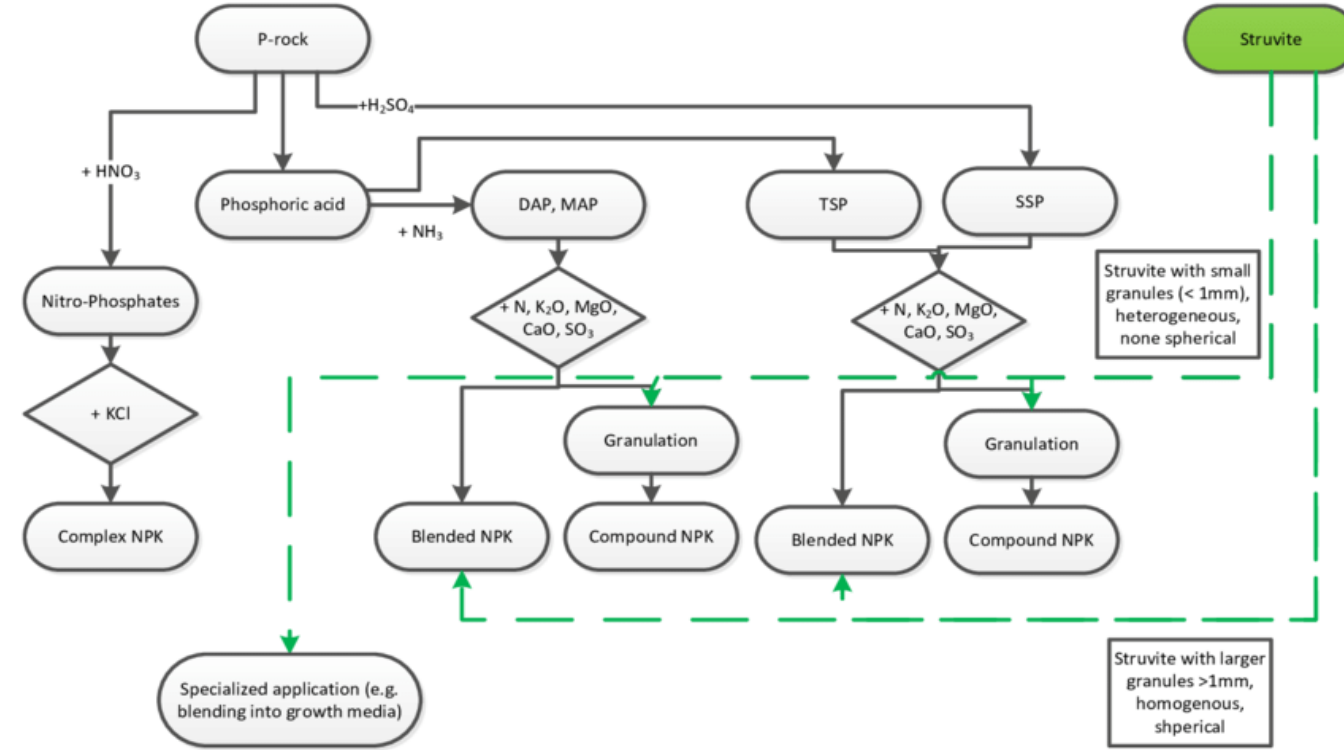 P-rock
Struvite
+H₂SO₄
+ HNO₃
Phosphoric acid
DAP, MAP
TSP
SSP
+ NH₃
Nitro-Phosphates
+ N, K₂O, MgO,
CaO, SO₃
+ N, K₂O, MgO,
CaO, SO₃
Struvite with small
granules (< 1mm),
heterogeneous,
none spherical
+ KCl
Granulation
Granulation
Complex NPK
Blended NPK
Compound NPK
Blended NPK
Compound NPK
Specialized application (e.g.
blending into growth media)
Struvite with larger
granules >1mm,
homogenous,
shperical